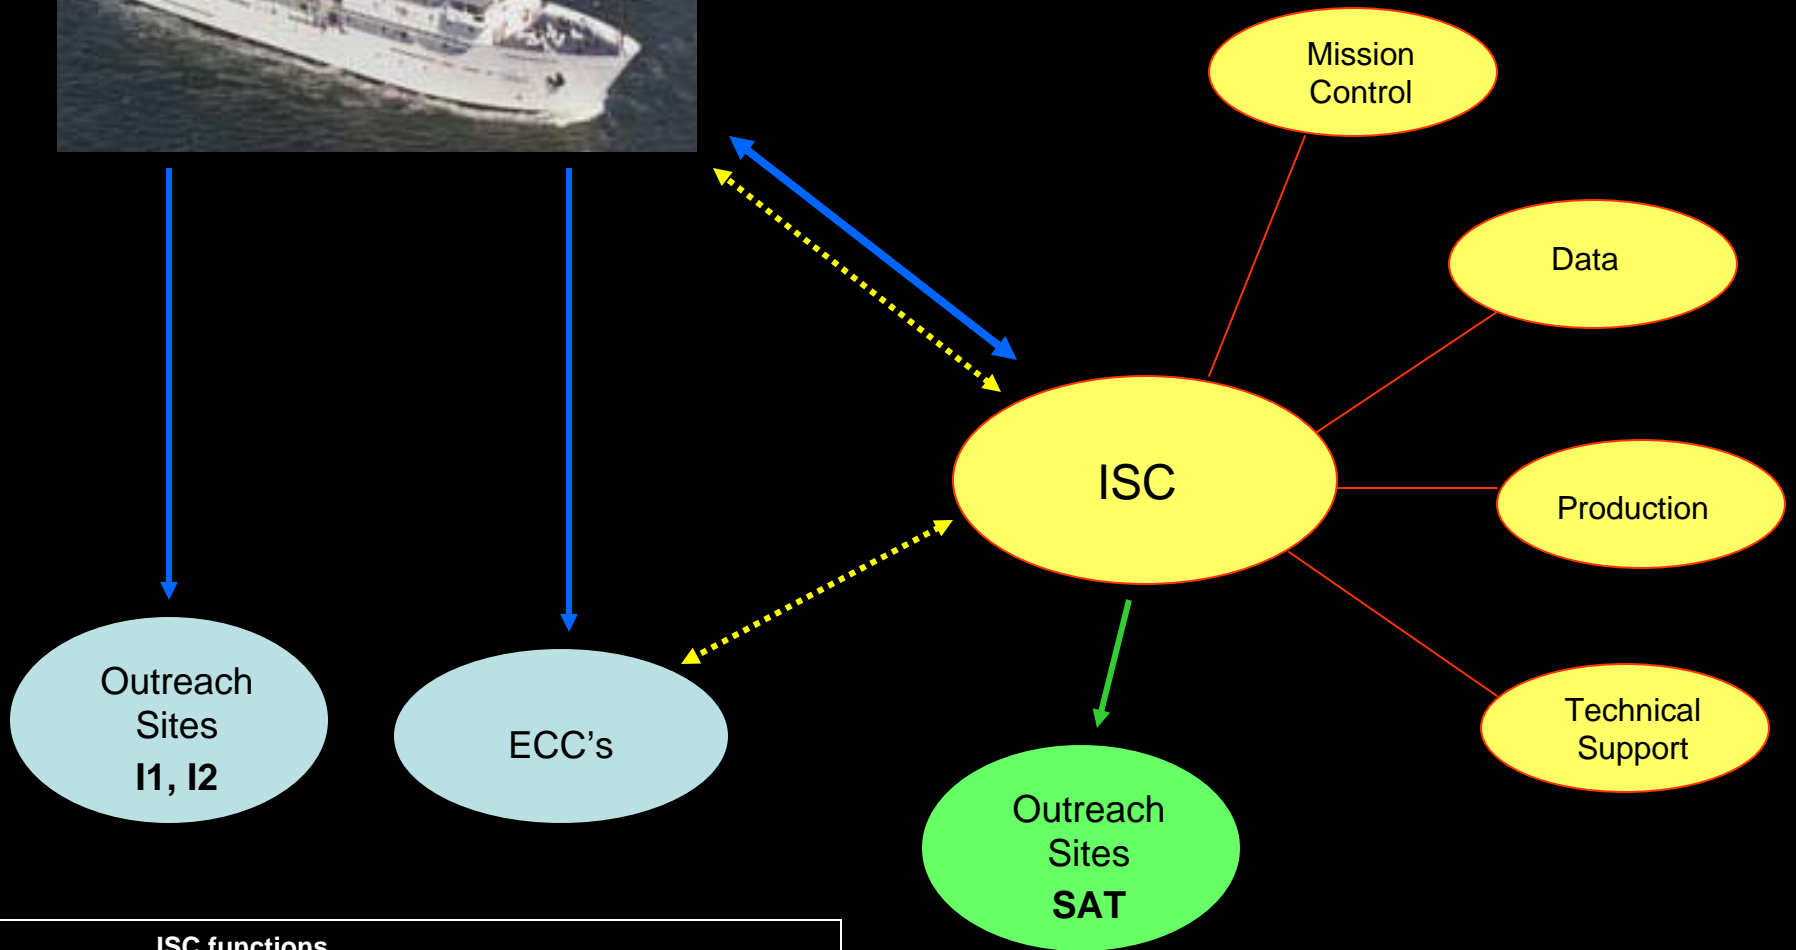 Mission
Control
Data
ISC
Production
Outreach
Sites
I1, I2
ECC’s
Technical
Support
Outreach
Sites
SAT
ISC functions